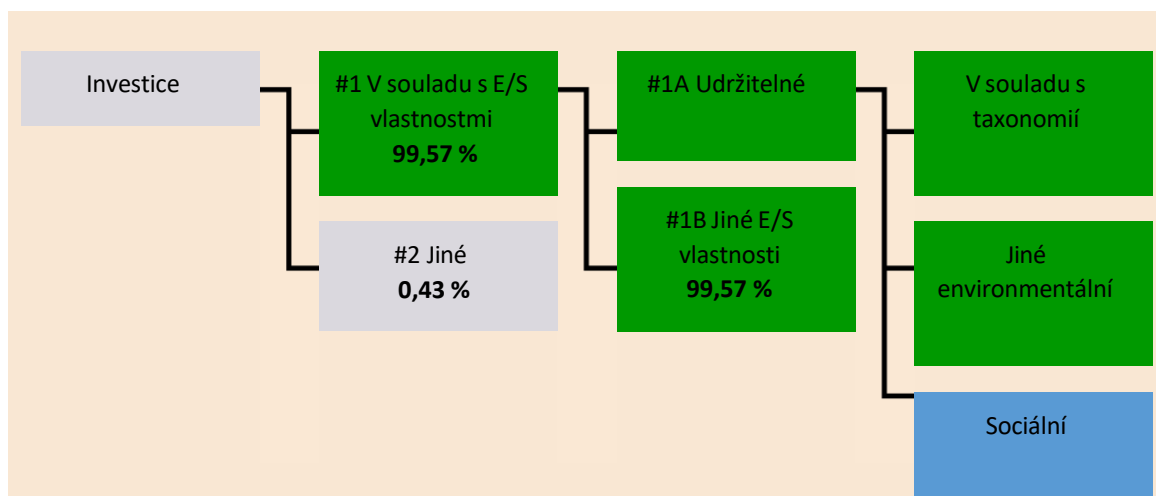 Investice
#1 V souladu s E/S
vlastnostmi
99,57 %
#2 Jiné
0,43 %
#1A Udržitelné
#1B Jiné E/S
vlastnosti
99,57 %
V souladu s
taxonomií
Jiné
environmentální
Sociální